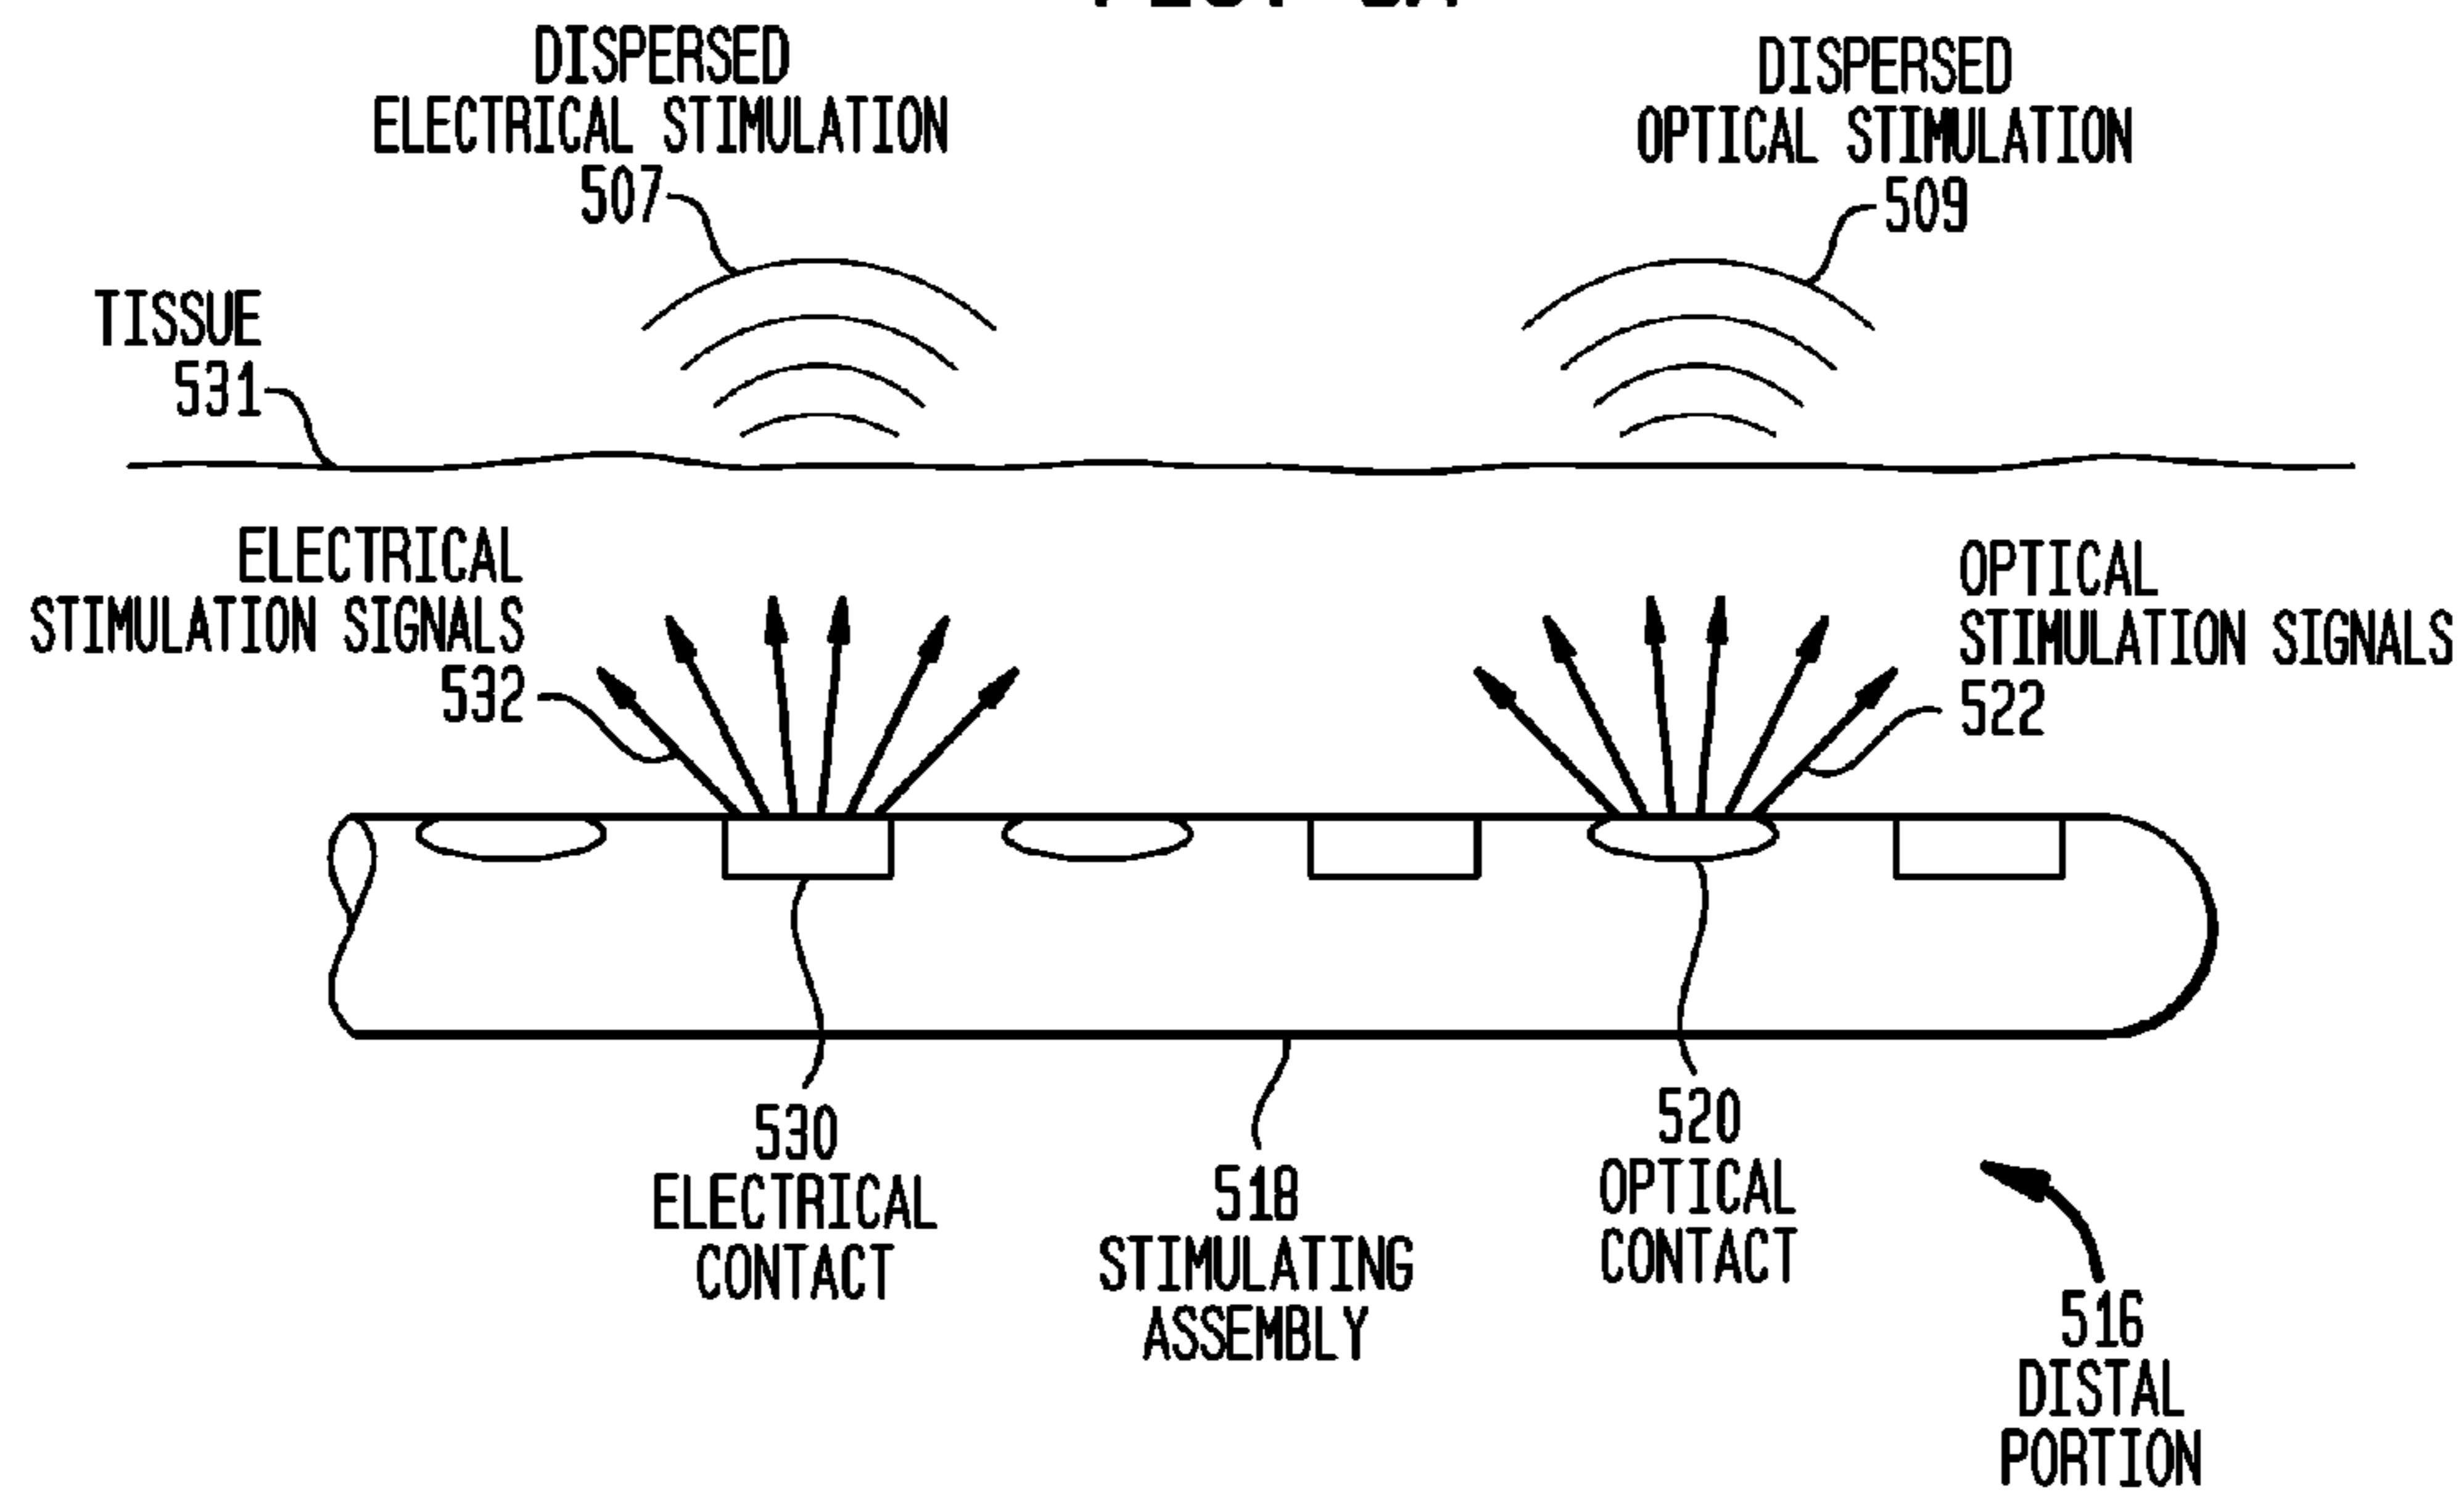 DISPERSED
ELECTRICAL STIMULATION
507
DISPERSED
OPTICAL STIMULATION
509
TISSUE
531
ELECTRICAL
STIMULATION SIGNALS
532
OPTICAL
STIMULATION SIGNALS
522
530
ELECTRICAL
CONTACT
518
STIMULATING
ASSEMBLY
520
OPTICAL
CONTACT
516
DISTAL
PORTION